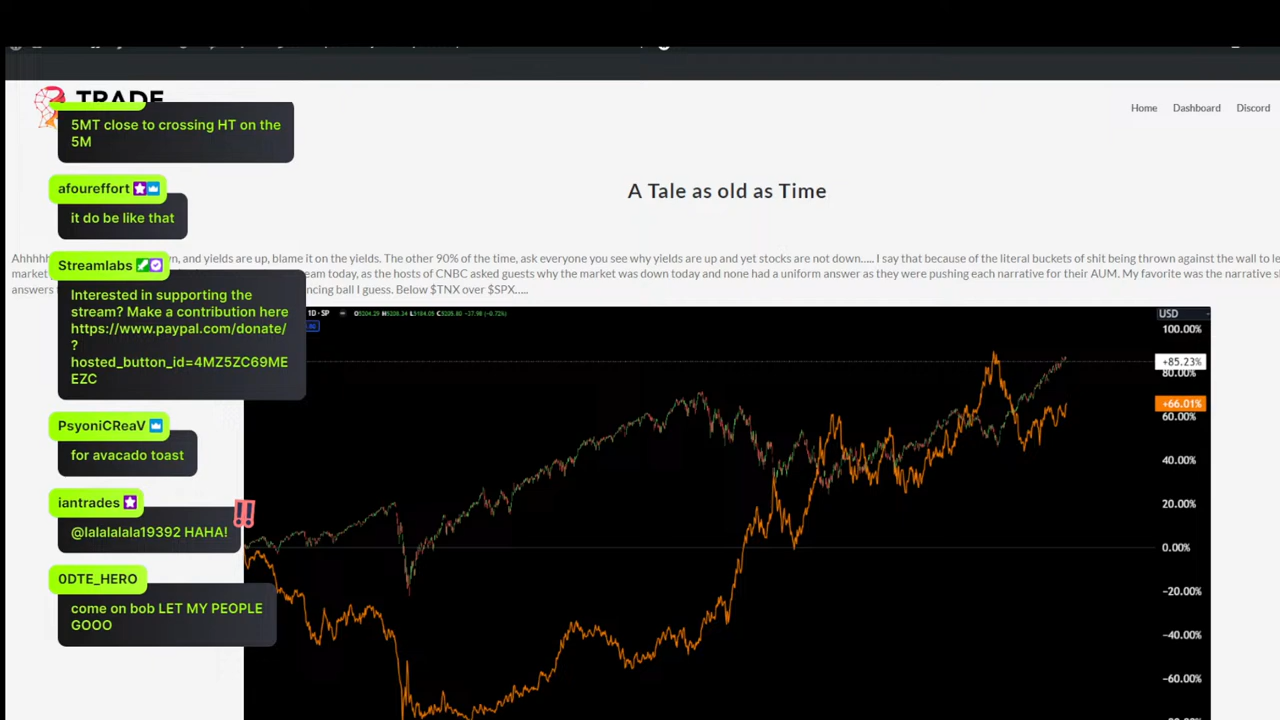 TRADE
Home
Dashboard
Discord
5MT close to crossing HT on the
5M
afoureffort
it do be like that
Streamlabs
Interested in supporting the
stream? Make a contribution here
https://www.paypal.com/donate/
?
hosted_button_id=4MZ5ZC69ME
EZC
PsyoniCReaV
for avacado toast
iantrades
@lalalalala19392 HAHA!
0DTE_HERO
come on bob LET MY PEOPLE
GOOO
A Tale as old as Time
Ahhhhh
and yields are up, blame it on the yields. The other 90% of the time, ask everyone you see why yields are up and yet stocks are not down..... I say that because of the literal buckets of shit being thrown against the wall to
market
today, as the hosts of CNBC asked guests why the market was down today and none had a uniform answer as they were pushing each narrative for their AUM. My favorite was the narrative
answers
ball I guess. Below $TNX over $SPX.....
1D · SP
USD
100.00%
+85.23%
80.00%
+66.01%
60.00%
40.00%
20.00%
0.00%
-20.00%
-40.00%
-60.00%